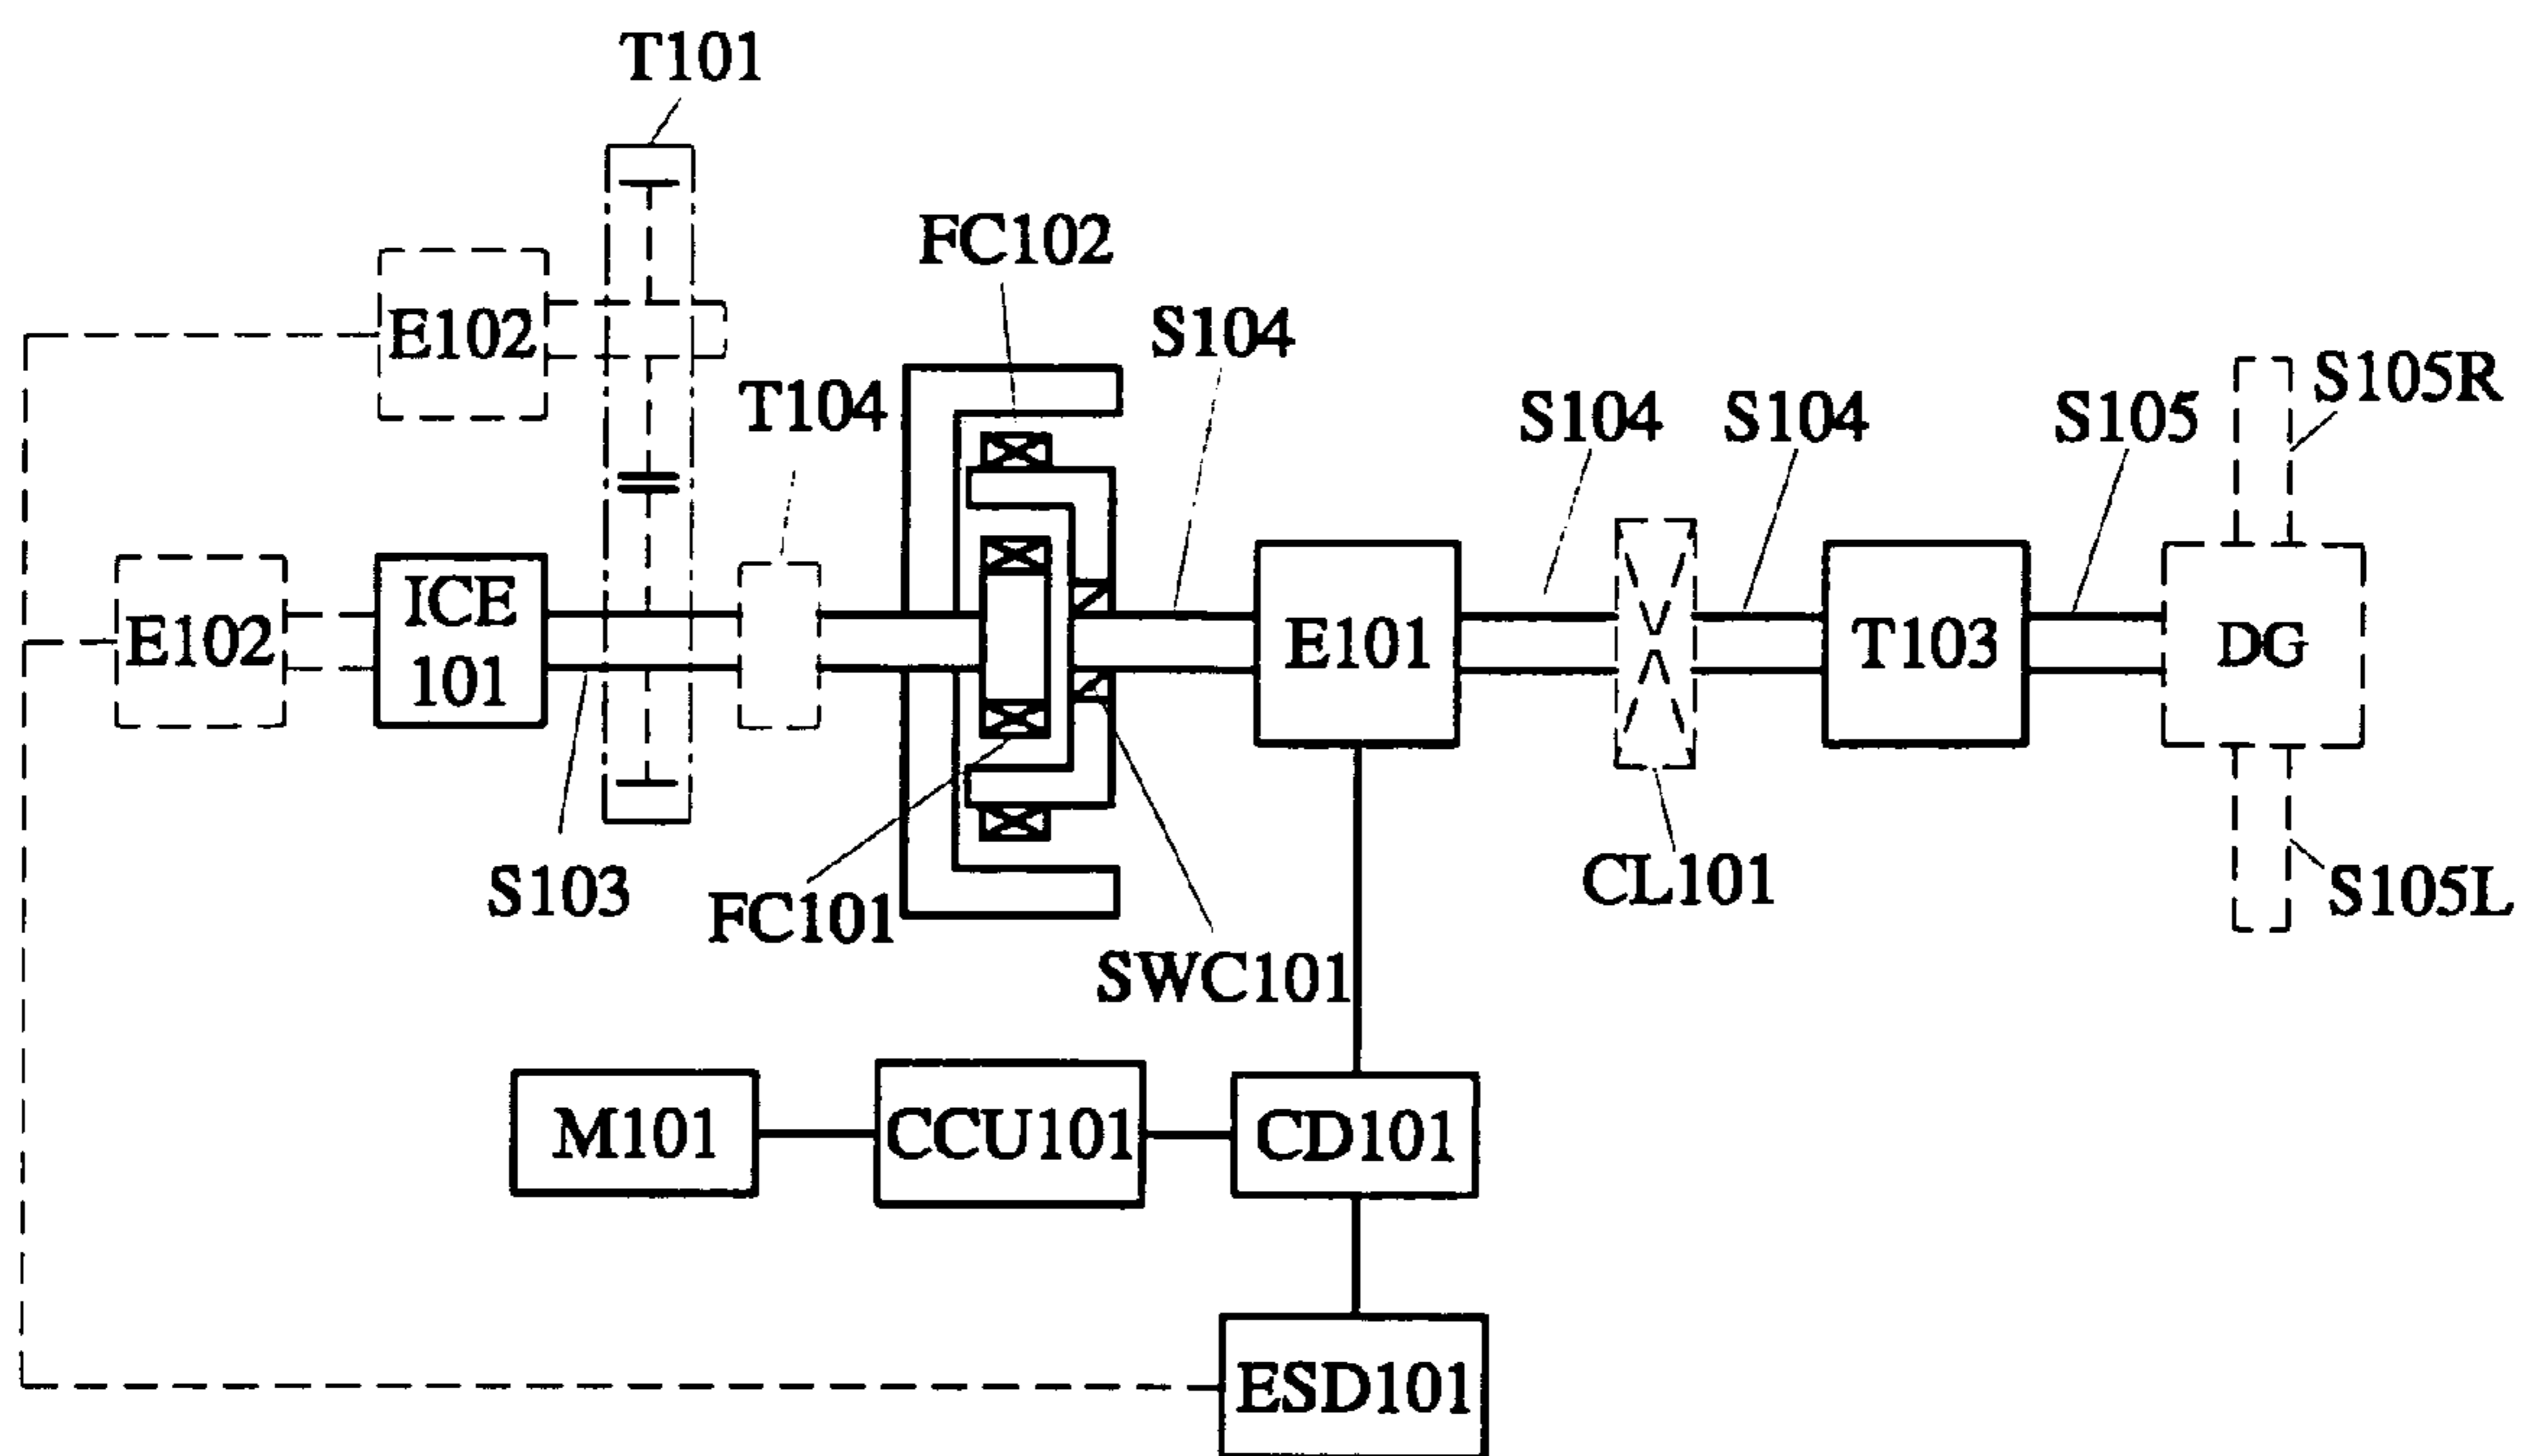 T101
FC102
E102
S104
T104
S105R
S104
S104
S105
ICE
101
E102
E101
T103
DG
S103
FC101
CL101
S105L
SWC101
M101
CCU101
CD101
ESD101